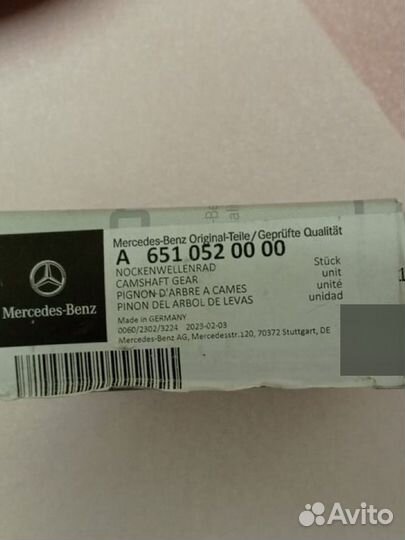 Mercedes-Benz
Mercedes-Benz Original-Teile/Geprüfte Qualität
A 651 052 00 00
NOCKENWELLENRAD
CAMSHAFT GEAR
PIGNON D'ARBRE A CAMES
PINON DEL ARBOL DE LEVAS
Stück
unit
unité
unidad
Made in GERMANY
0060/2302/3224 2023-02-03
Mercedes-Benz AG, Mercedesstr.120, 70372 Stuttgart, DE
Avito